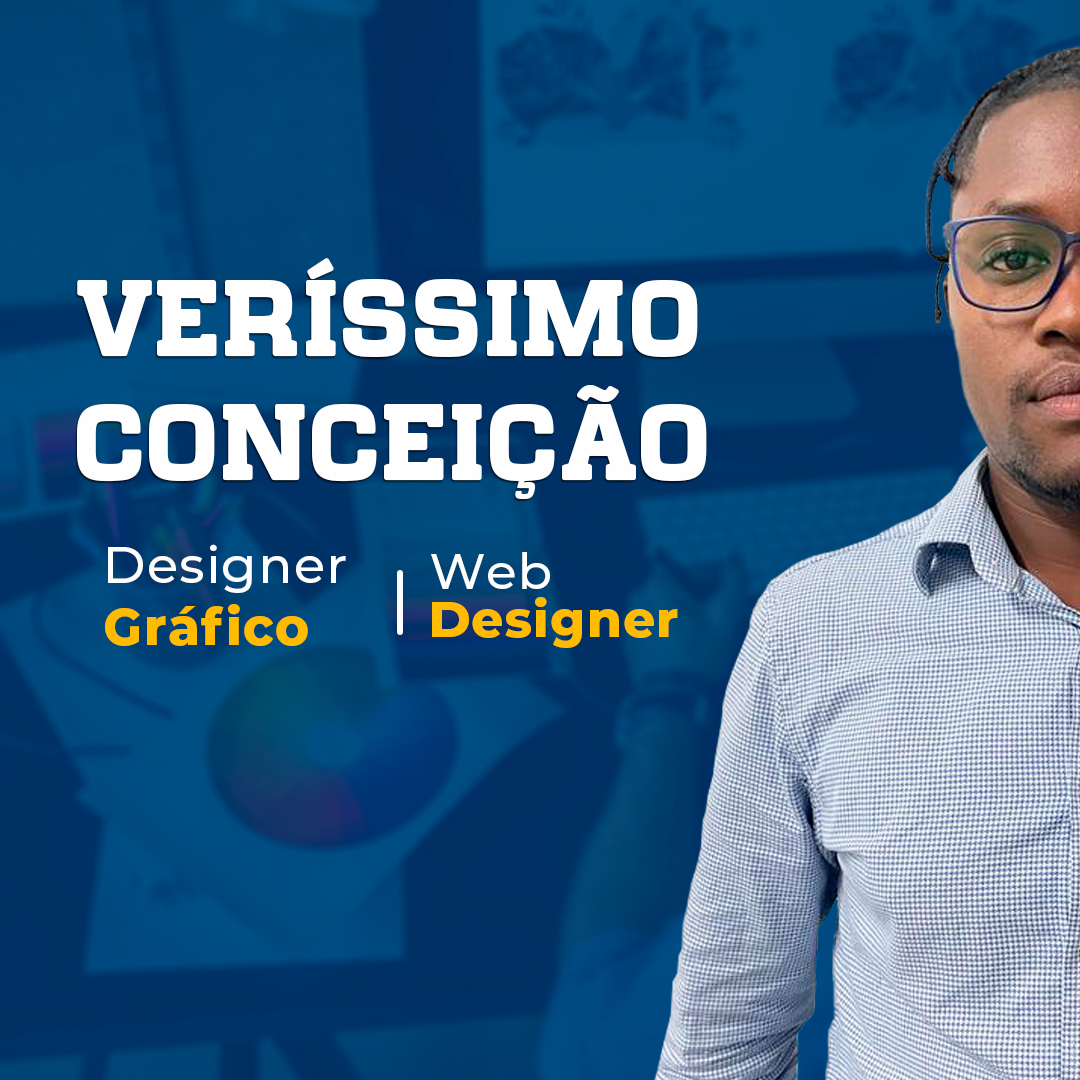 VERÍSSIMO
CONCEIÇÃO
Designer
Gráfico
Web
Designer